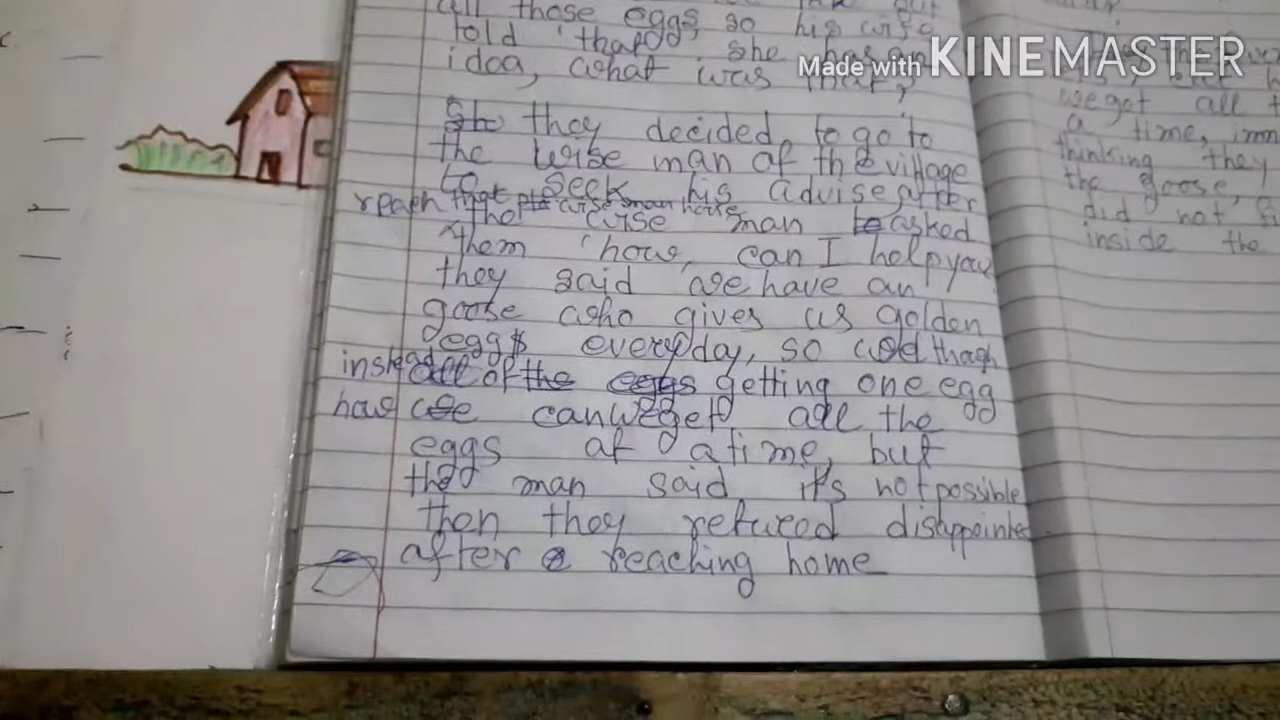 all those eggs, so his wife
told that she has an
idea, what was that?
they decided to go to
the wise man of the village
to seek his advise after
reach that wise man house
the wise man asked
them 'how can I help you
they said we have an
goose who gives us golden
eggs everyday, so we
instead of getting one egg
how can we get all the
eggs at a time, but
the man said it's not possible
then they retured disappointed
after reaching home
we get all
a time,
thinking they
the goose,
did not
inside the
Made with KINEMASTER